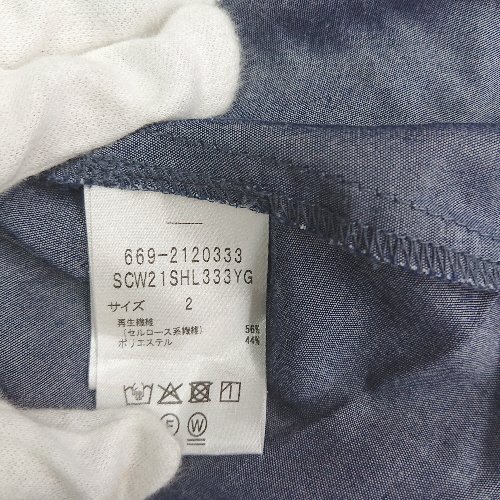 669-2120333
SCW21SHL333YG
サイズ 2
再生繊維
(セルロース系繊維) 56%
ポリエステル 44%
F W